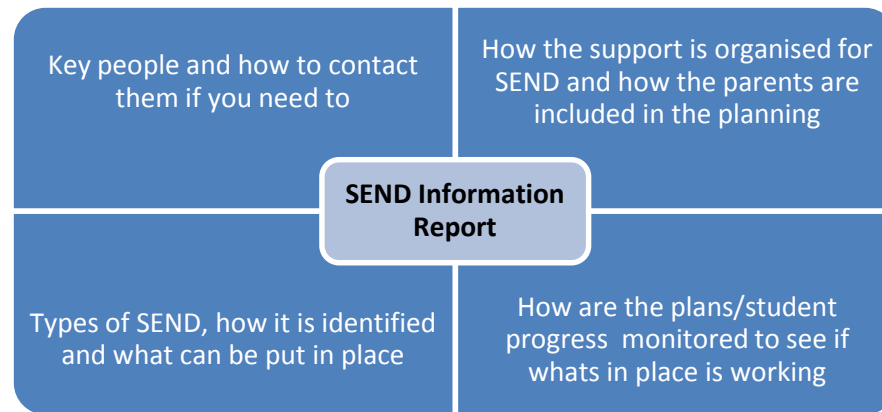 Key people and how to contact
them if you need to
How the support is organised for
SEND and how the parents are
included in the planning
SEND Information
Report
Types of SEND, how it is identified
and what can be put in place
How are the plans/student
progress  monitored to see if
whats in place is working